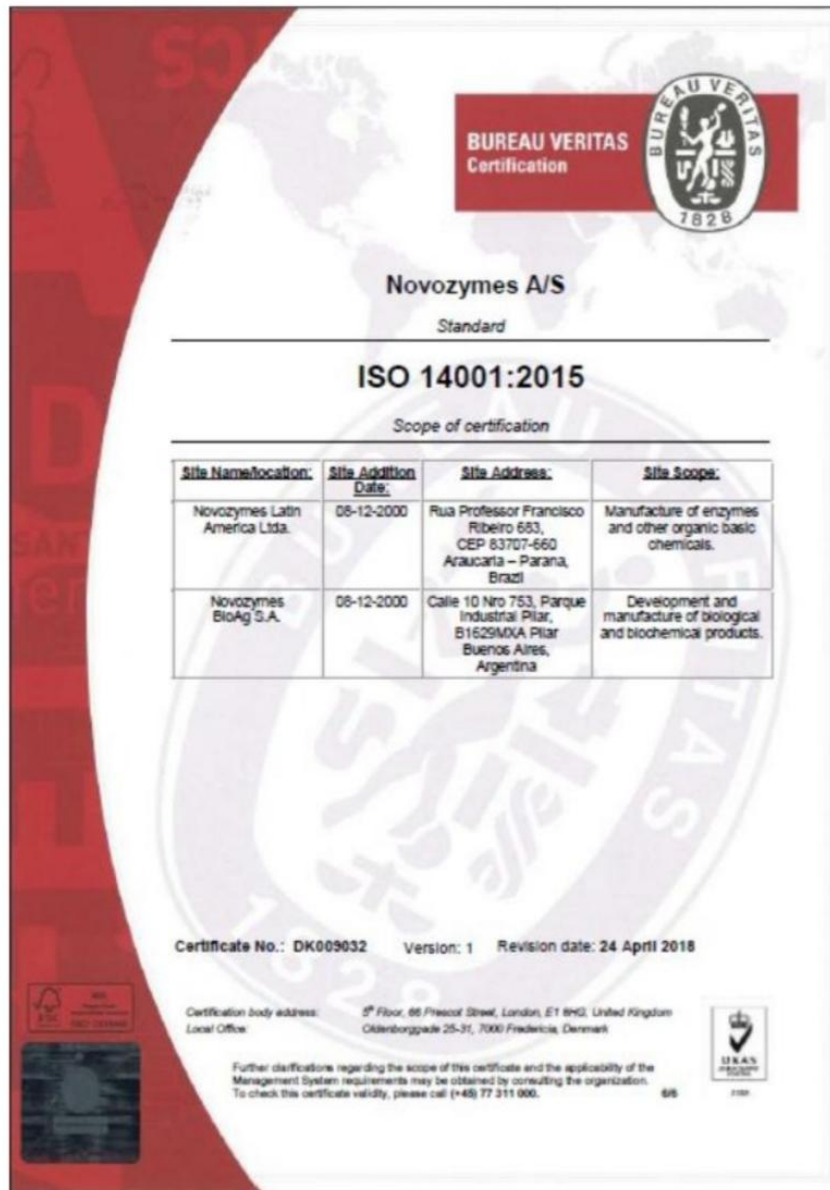 BUREAU VERITAS
Certification
BUREAU VERITAS
1828
Novozymes A/S
Standard
ISO 14001:2015
Scope of certification
Site Name/location: Site Addition Date: Site Address: Site Scope:
Novozymes Latin America Ltda. 08-12-2000 Rua Professor Francisco Ribeiro 683, CEP 83707-660 Araucaria – Parana, Brazil Manufacture of enzymes and other organic basic chemicals.
Novozymes BioAg S.A. 08-12-2000 Calle 10 Nro 753, Parque Industrial Pilar, B1629MXA Pilar Buenos Aires, Argentina Development and manufacture of biological and biochemical products.
BUREAU VERITAS
1828
Certificate No.: DK009032 Version: 1 Revision date: 24 April 2018
Certification body address: 5th Floor, 66 Prescot Street, London, E1 8HG, United Kingdom
Local Office: Oldenborggade 25-31, 7000 Fredericia, Denmark
Further clarifications regarding the scope of this certificate and the applicability of the
Management System requirements may be obtained by consulting the organization.
To check this certificate validity, please call (+45) 77 311 000.
6/6
FSC
UKAS